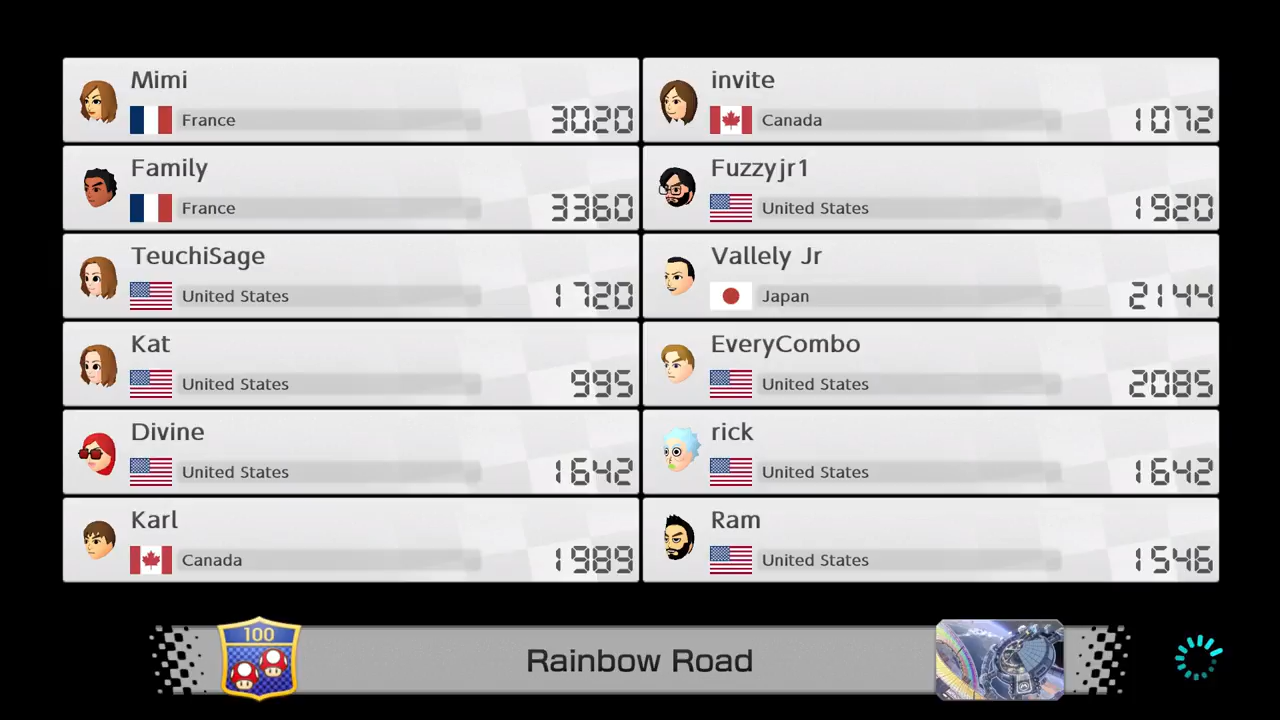 Mimi
France 3020
Family
France 3360
TeuchiSage
United States 1720
Kat
United States 995
Divine
United States 1642
Karl
Canada 1989
invite
Canada 1072
Fuzzyjr1
United States 1920
Vallely Jr
Japan 2144
EveryCombo
United States 2085
rick
United States 1642
Ram
United States 1546
100
Rainbow Road